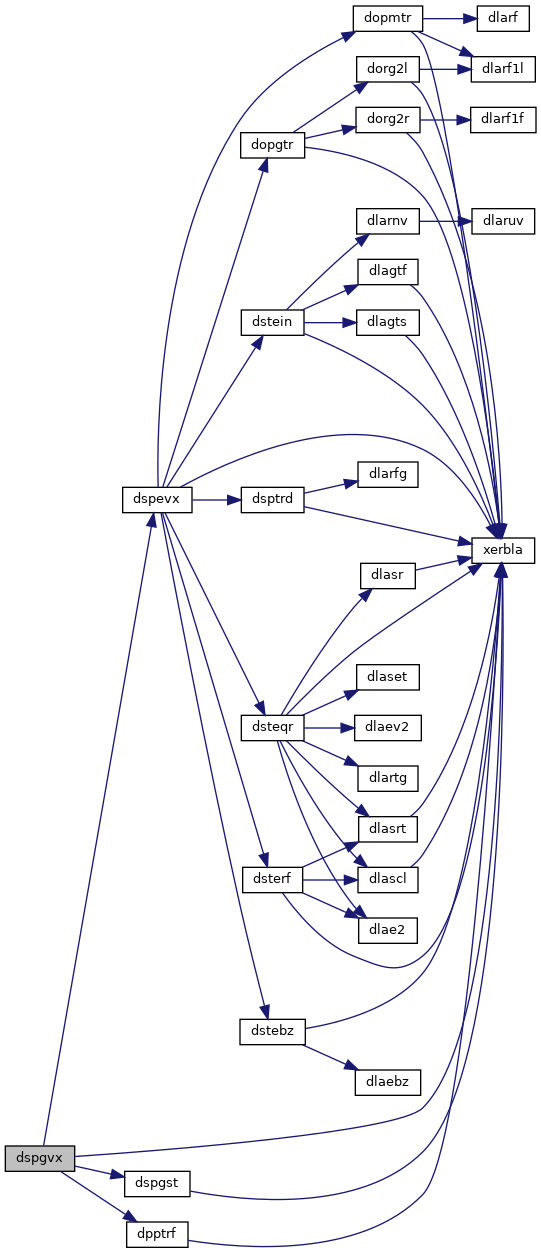 dopmtr
dlarf
dorg2l
dlarf1l
dorg2r
dlarf1f
dopgtr
dlarnv
dlaruv
dlagtf
dstein
dlagts
dlarfg
dspevx
dsptrd
xerbla
dlasr
dlaset
dsteqr
dlaev2
dlartg
dlasrt
dsterf
dlascl
dlae2
dstebz
dlaebz
dspgvx
dspgst
dpptrf